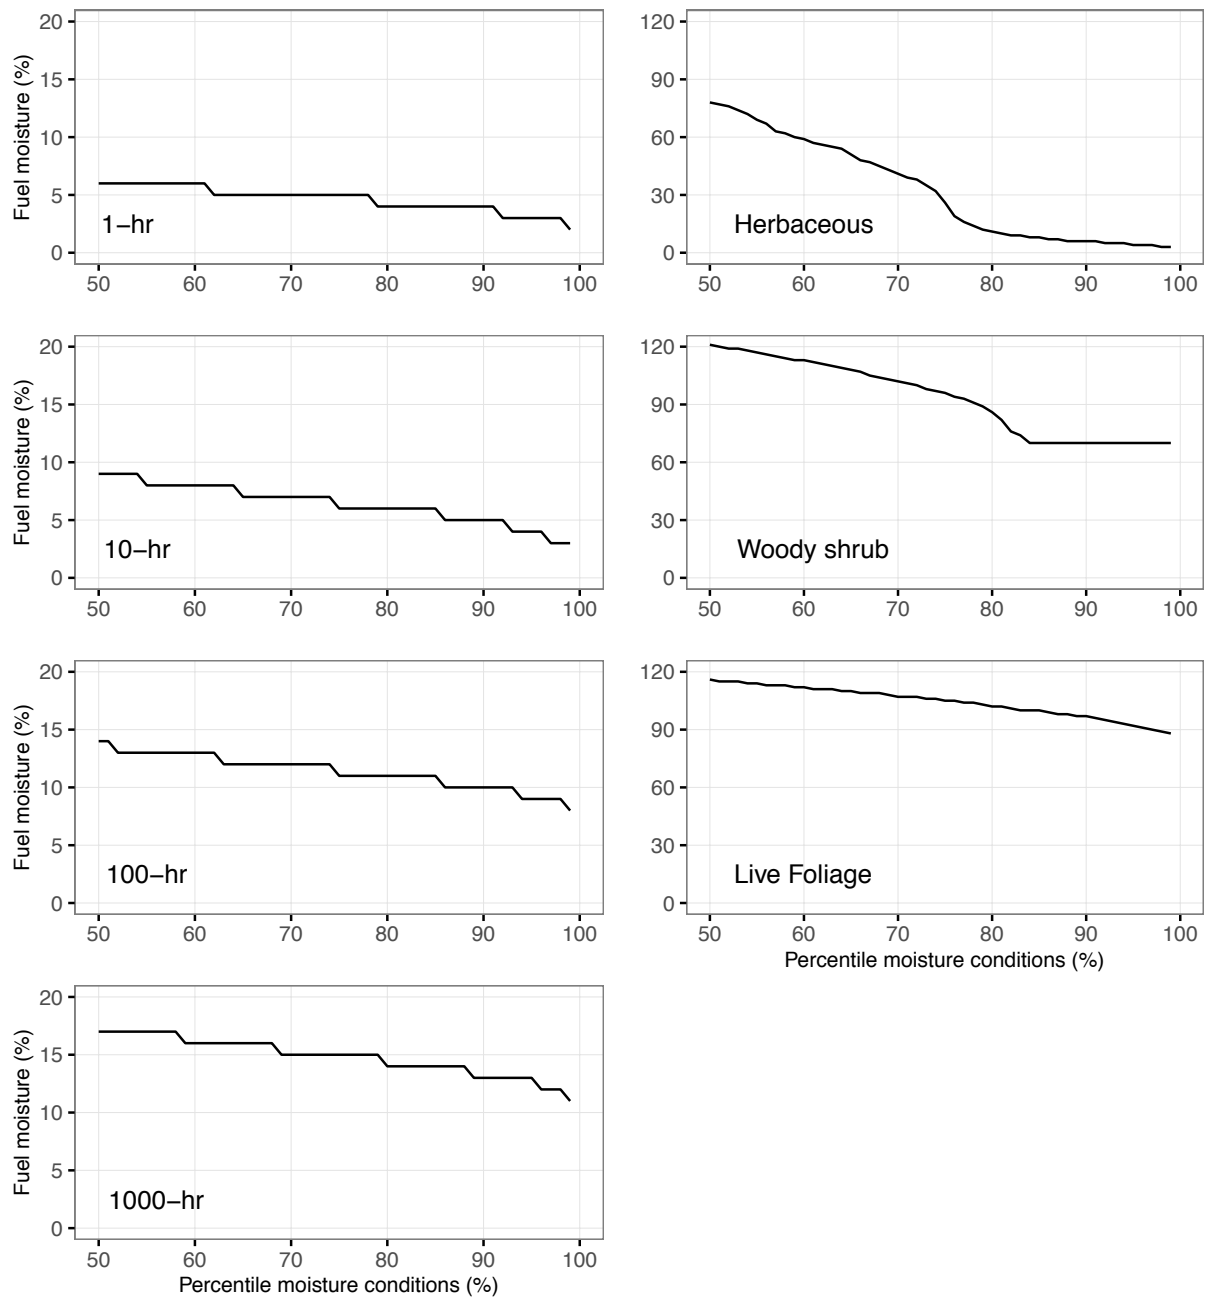 20
15
10
5
0
Fuel moisture (%)
1−hr
50 60 70 80 90 100
120
90
60
30
0
Herbaceous
50 60 70 80 90 100
20
15
10
5
0
Fuel moisture (%)
10−hr
50 60 70 80 90 100
120
90
60
30
0
Woody shrub
50 60 70 80 90 100
20
15
10
5
0
Fuel moisture (%)
100−hr
50 60 70 80 90 100
120
90
60
30
0
Live Foliage
50 60 70 80 90 100
Percentile moisture conditions (%)
20
15
10
5
0
Fuel moisture (%)
1000−hr
50 60 70 80 90 100
Percentile moisture conditions (%)